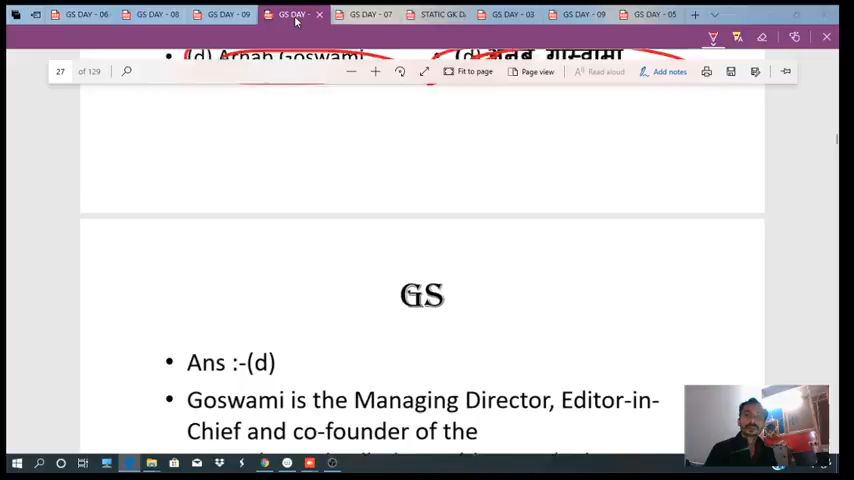 GS DAY - 06 GS DAY - 08 GS DAY - 09 GS DAY - GS DAY - 07 STATIC GK D GS DAY - 03 GS DAY - 09 GS DAY - 05
• (d) Arnab Goswami • (d) अर्नब गोस्वामी
27 of 129 Fit to page Page view Read aloud Add notes
GS
• Ans :-(d)
• Goswami is the Managing Director, Editor-in-
Chief and co-founder of the